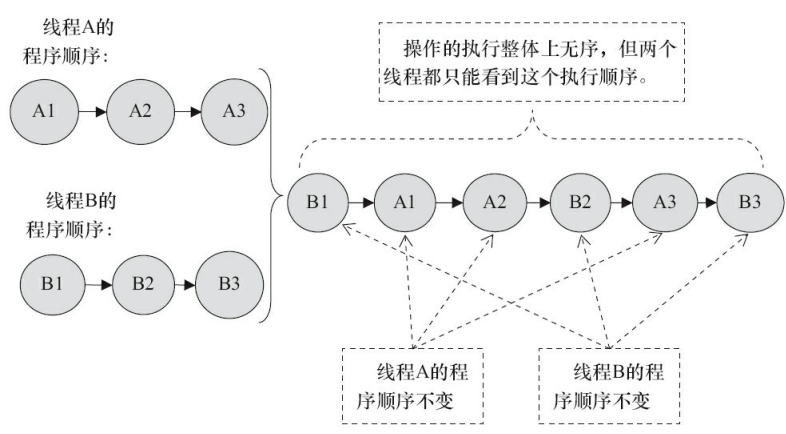 线程A的
程序顺序：
A1 A2 A3
线程B的
程序顺序：
B1 B2 B3
操作的执行整体上无序，但两个
线程都只能看到这个执行顺序。
B1 A1 A2 B2 A3 B3
线程A的程
序顺序不变
线程B的程
序顺序不变